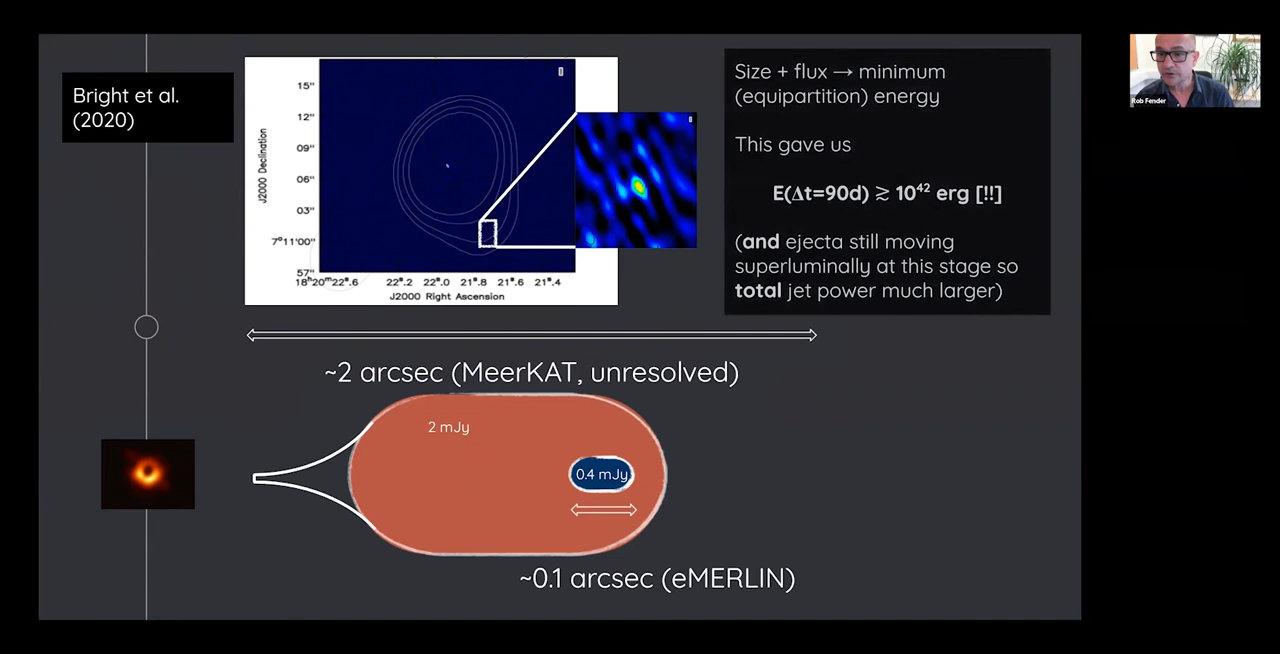 Bright et al.
(2020)
15"
12"
09"
06"
03"
7°11'00"
57"
J2000 Declination
18ʰ20ᵐ22ˢ.6 22ˢ.2 22ˢ.0 21ˢ.8 21ˢ.6 21ˢ.4
J2000 Right Ascension
Size + flux → minimum
(equipartition) energy
This gave us
E(Δt=90d) ≳ 10⁴² erg [!!]
(and ejecta still moving
superluminally at this stage so
total jet power much larger)
Rob Fender
~2 arcsec (MeerKAT, unresolved)
2 mJy
0.4 mJy
~0.1 arcsec (eMERLIN)